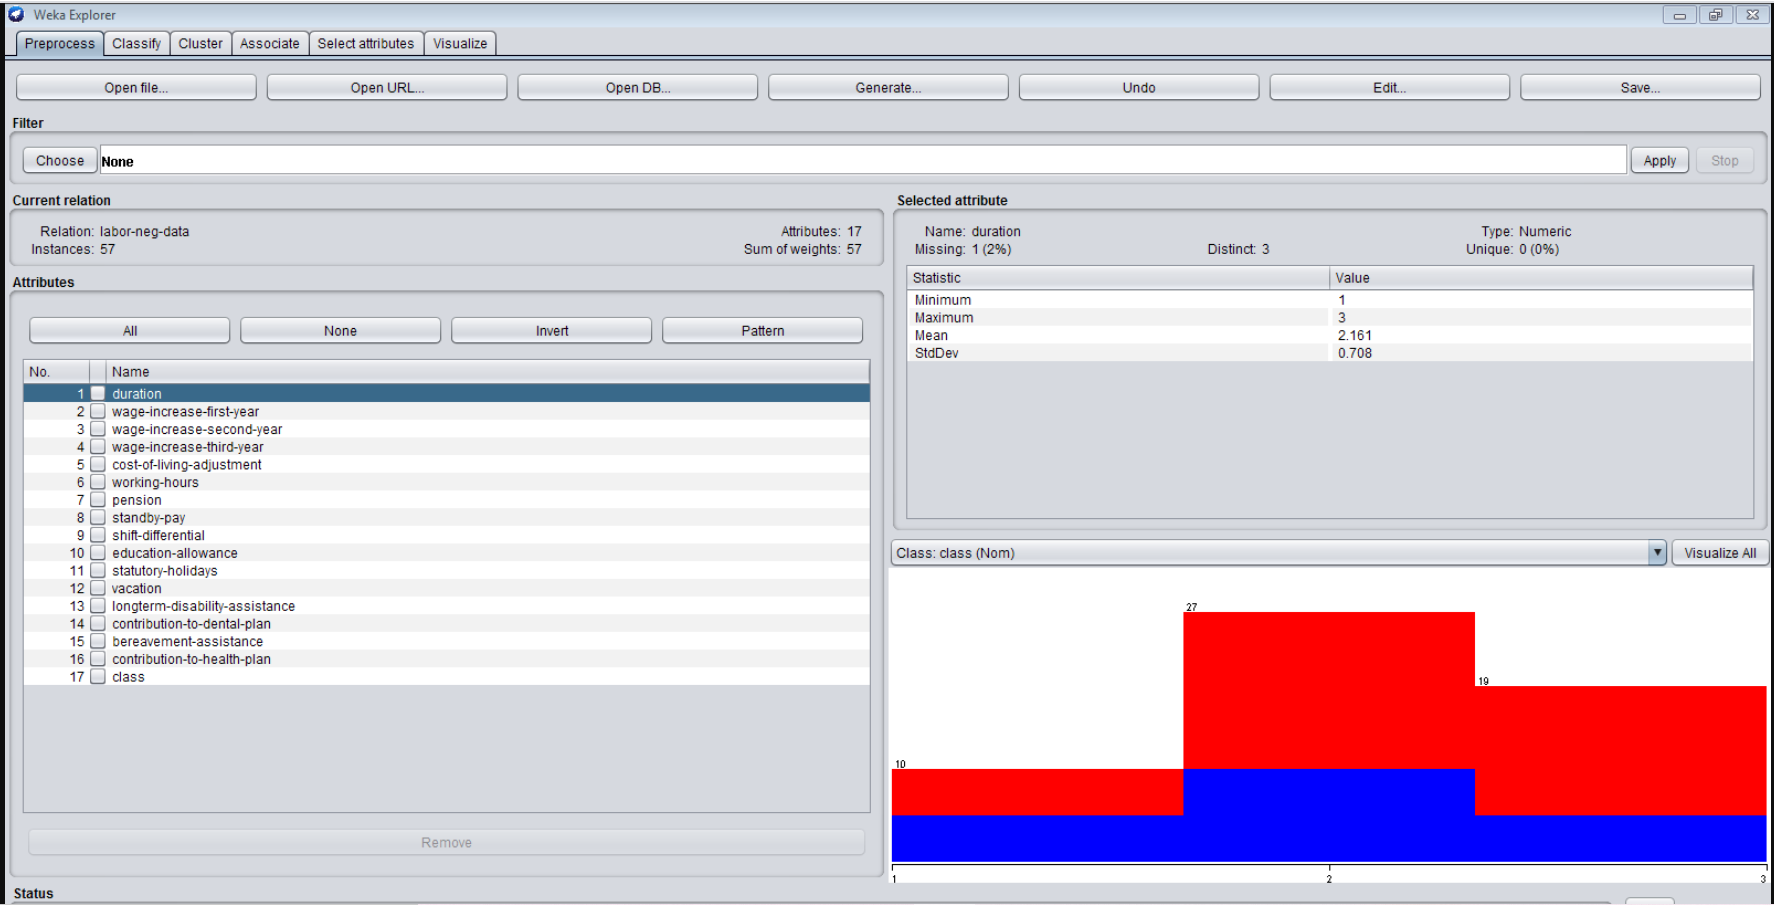 Weka Explorer
Preprocess Classify Cluster Associate Select attributes Visualize
Open file... Open URL... Open DB... Generate... Undo Edit... Save...
Filter
Choose None Apply Stop
Current relation
Relation: labor-neg-data Attributes: 17
Instances: 57 Sum of weights: 57
Attributes
All None Invert Pattern
No. Name
1 duration
2 wage-increase-first-year
3 wage-increase-second-year
4 wage-increase-third-year
5 cost-of-living-adjustment
6 working-hours
7 pension
8 standby-pay
9 shift-differential
10 education-allowance
11 statutory-holidays
12 vacation
13 longterm-disability-assistance
14 contribution-to-dental-plan
15 bereavement-assistance
16 contribution-to-health-plan
17 class
Remove
Selected attribute
Name: duration Type: Numeric
Missing: 1 (2%) Distinct: 3 Unique: 0 (0%)
Statistic Value
Minimum 1
Maximum 3
Mean 2.161
StdDev 0.708
Class: class (Nom) Visualize All
27
19
10
1 2 3
Status